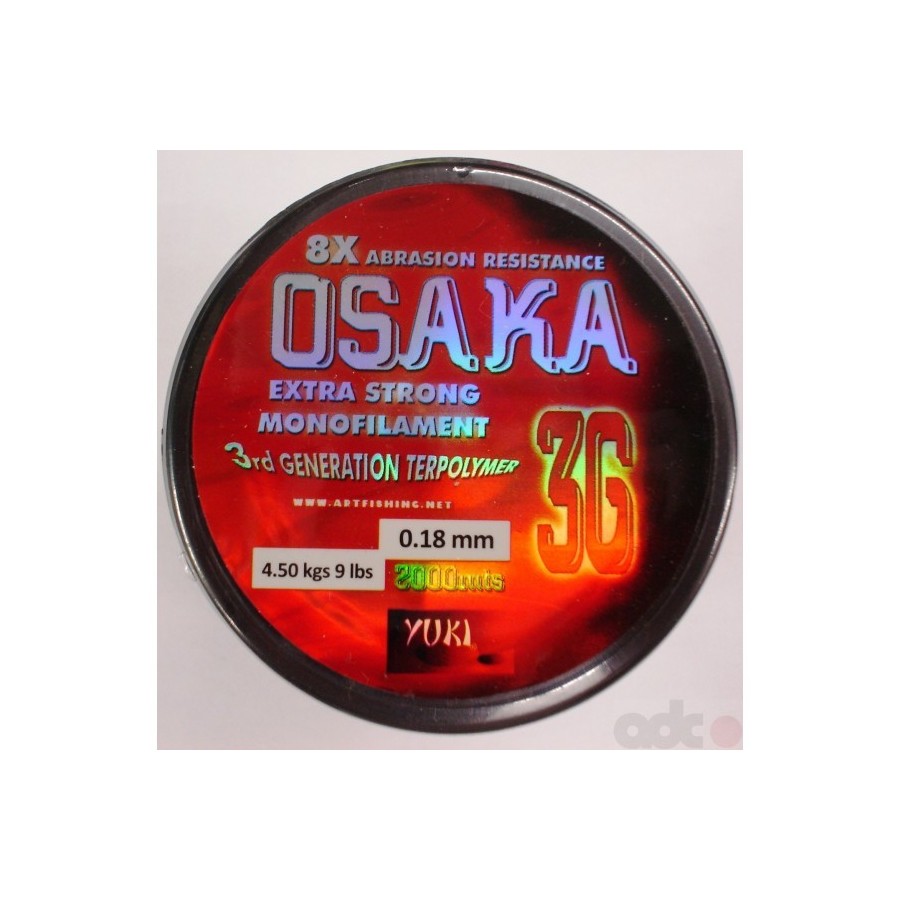 8X ABRASION RESISTANCE
OSAKA
EXTRA STRONG
MONOFILAMENT
3G
3rd GENERATION TERPOLYMER
WWW.ARTFISHING.NET
0.18 mm
4.50 kgs 9 lbs
2000mts
YUKI
adc